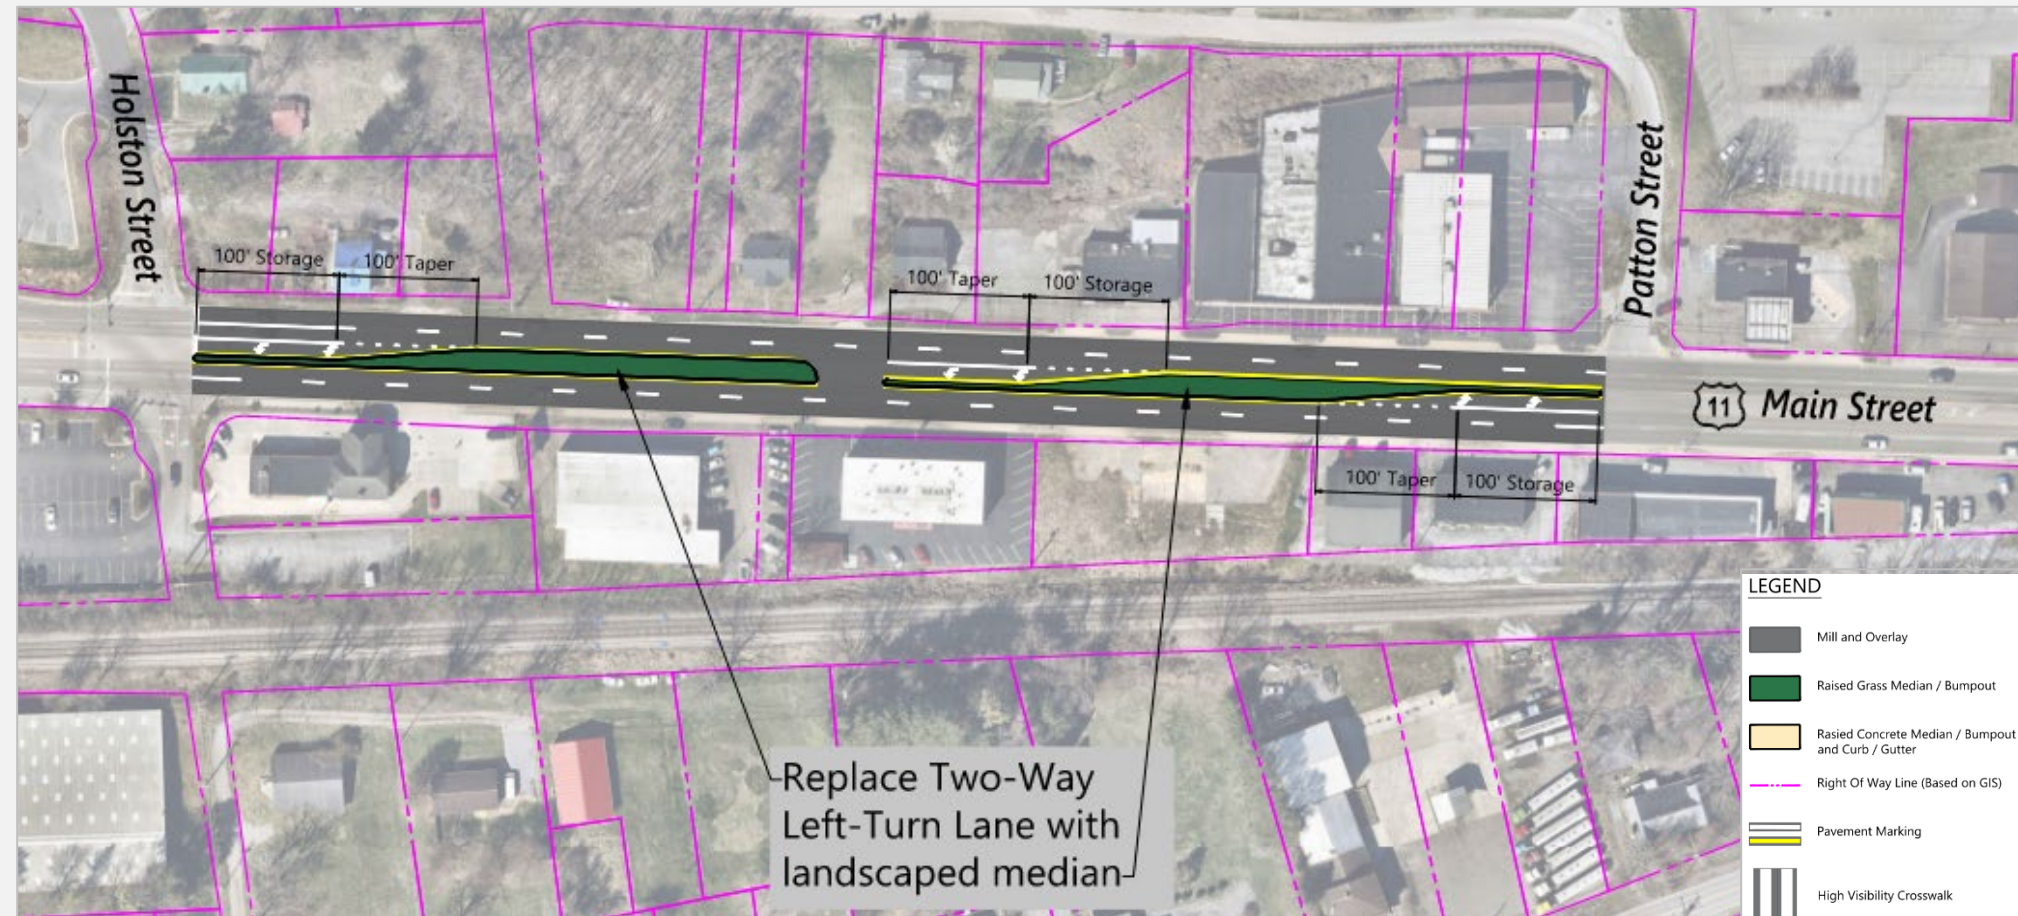 Holston Street
Patton Street
100' Storage
100' Taper
100' Taper
100' Storage
11 Main Street
100' Taper
100' Storage
Replace Two-Way
Left-Turn Lane with
landscaped median
LEGEND
Mill and Overlay
Raised Grass Median / Bumpout
Rasied Concrete Median / Bumpout
and Curb / Gutter
Right Of Way Line (Based on GIS)
Pavement Marking
High Visibility Crosswalk